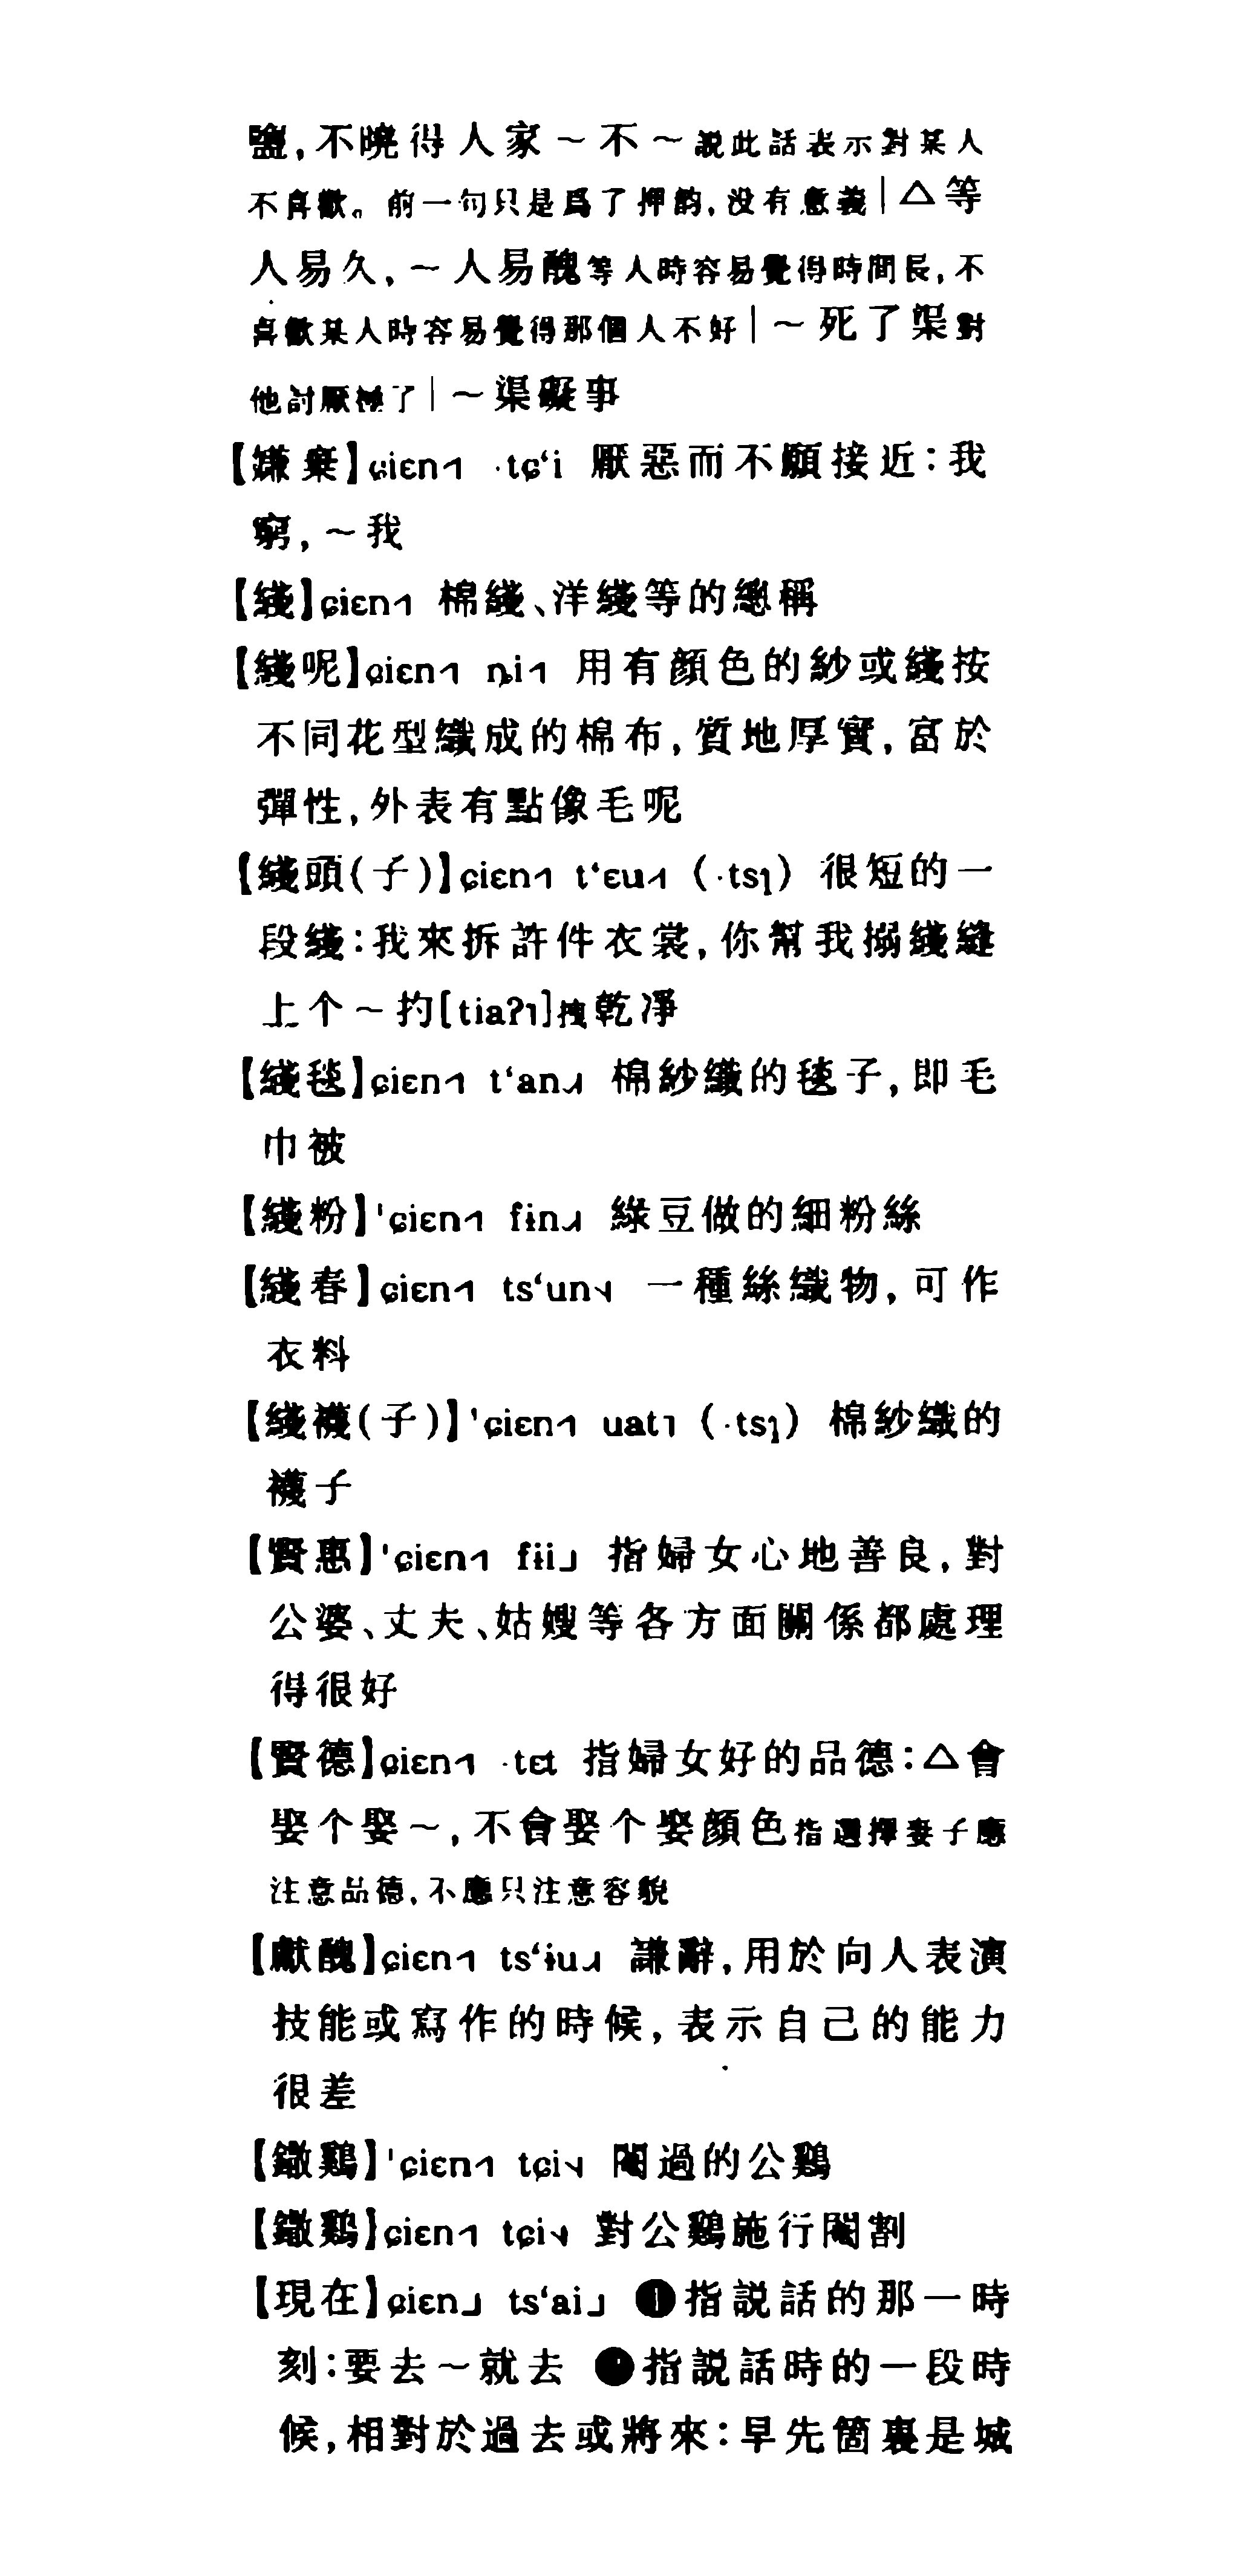 鹽，不曉得人家～不～說此話表示對某人
不喜歡。前一句只是爲了押韵，没有意義｜△等
人易久，～人易醜等人時容易覺得時間長，不
喜歡某人時容易覺得那個人不好｜～死了渠對
他討厭極了｜～渠礙事
【嫌棄】ɕiɛn˧˥ ·tɕ‘i 厭惡而不願接近：我
窮，～我
【綫】ɕiɛn˧˥ 棉綫、洋綫等的總稱
【綫呢】ɕiɛn˧˥ ȵi˧˥ 用有顔色的紗或綫按
不同花型織成的棉布，質地厚實，富於
彈性，外表有點像毛呢
【綫頭(子)】ɕiɛn˧˥ t‘ɛu˨˦ (·tsɿ) 很短的一
段綫：我來拆許件衣裳，你幫我搦綫縫
上个～扚[tiaʔ˥]拽乾淨
【綫毯】ɕiɛn˧˥ t‘an˨˩˧ 棉紗織的毯子，即毛
巾被
【綫粉】ˈɕiɛn˧˥ fɨn˨˩˧ 綠豆做的細粉絲
【綫春】ɕiɛn˧˥ ts‘un˦˨ 一種絲織物，可作
衣料
【綫襪(子)】ˈɕiɛn˧˥ uat˥ (·tsɿ) 棉紗織的
襪子
【賢惠】ˈɕiɛn˧˥ fɨi˩ 指婦女心地善良，對
公婆、丈夫、姑嫂等各方面關係都處理
得很好
【賢德】ɕiɛn˧˥ ·tɛt 指婦女好的品德：△會
娶个娶～，不會娶个娶顔色指選擇妻子應
注意品德，不應只注意容貌
【獻醜】ɕiɛn˧˥ ts‘ɨu˨˩˧ 謙辭，用於向人表演
技能或寫作的時候，表示自己的能力
很差
【鐓鷄】ˈɕiɛn˧˥ tɕi˦˨ 閹過的公鷄
【鐓鷄】ɕiɛn˧˥ tɕi˦˨ 對公鷄施行閹割
【現在】ɕiɛn˩ ts‘ai˩ ❶指説話的那一時
刻：要去～就去 ❷指説話時的一段時
候，相對於過去或將來：早先箇裏是城